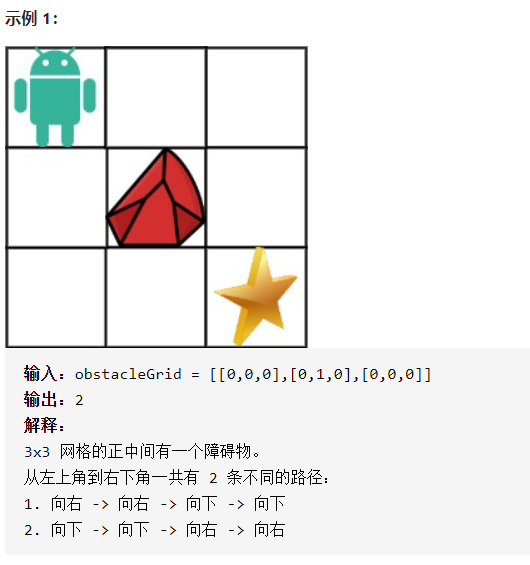 示例 1：
输入：obstacleGrid = [[0,0,0],[0,1,0],[0,0,0]]
输出：2
解释：
3x3 网格的正中间有一个障碍物。
从左上角到右下角一共有 2 条不同的路径：
1. 向右 -> 向右 -> 向下 -> 向下
2. 向下 -> 向下 -> 向右 -> 向右